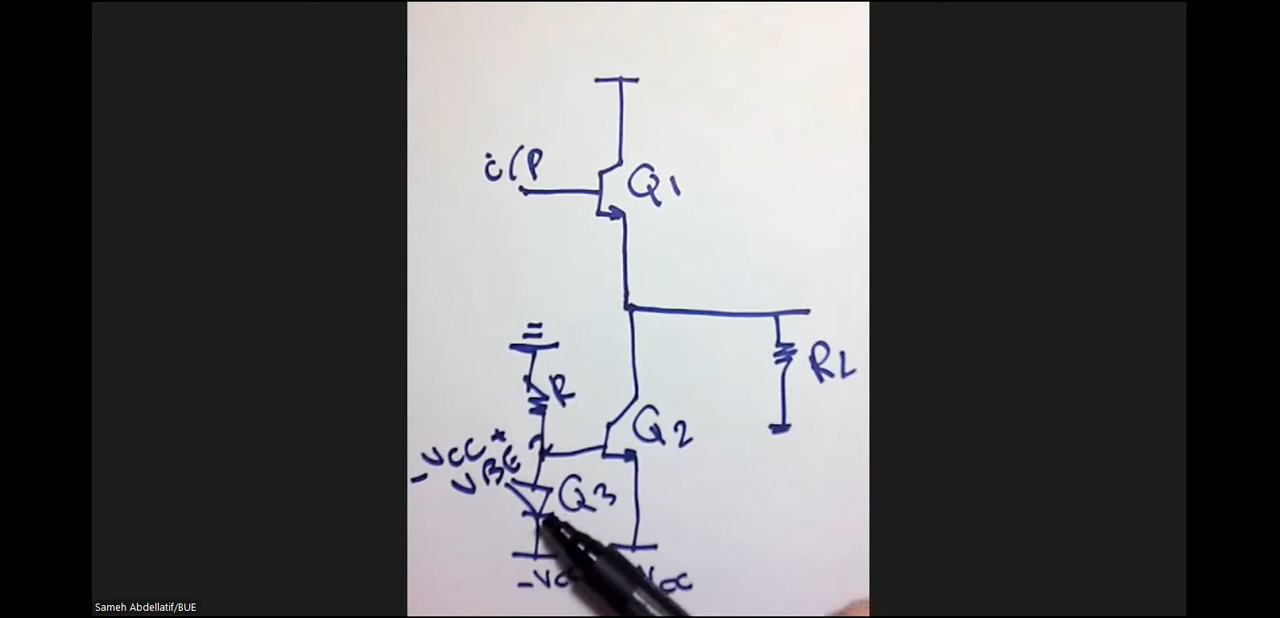 i/P
Q1
R
RL
Q2
-VCC+
VBE
Q3
-VCC
Sameh Abdellatif/BUE